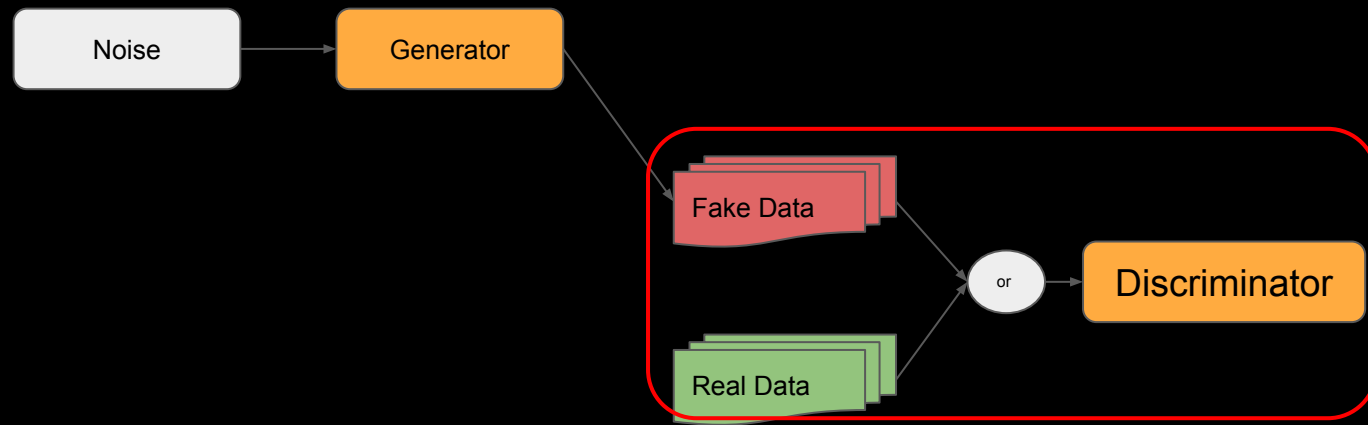 Noise
Generator
Fake Data
or
Discriminator
Real Data